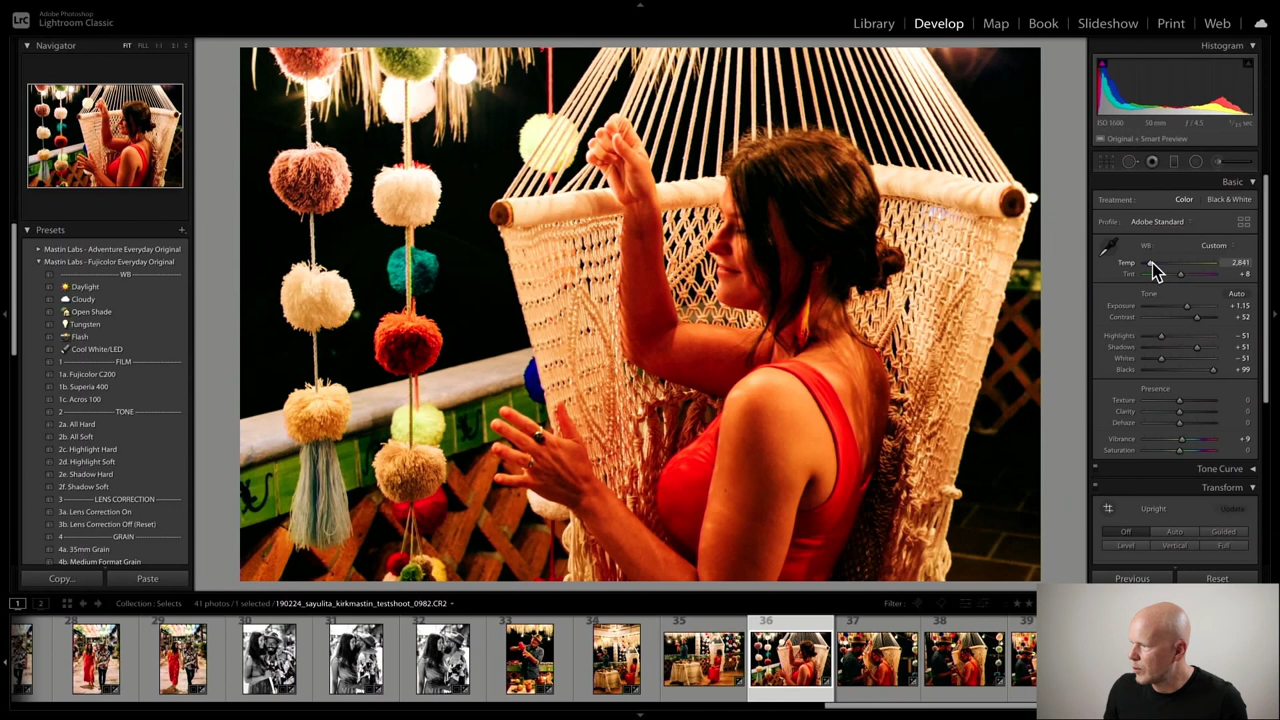 LrC
Adobe Photoshop
Lightroom Classic
Library | Develop | Map | Book | Slideshow | Print | Web
Navigator FIT FILL 1:1 2:1
Histogram
ISO 1600 50 mm f / 4.5
Original + Smart Preview
Presets +
Mastin Labs - Adventure Everyday Original
Mastin Labs - Fujicolor Everyday Original
WB
Daylight
Cloudy
Open Shade
Tungsten
Flash
Cool White/LED
1 FILM
1a. Fujicolor C200
1b. Superia 400
1c. Acros 100
2 TONE
2a. All Hard
2b. All Soft
2c. Highlight Hard
2d. Highlight Soft
2e. Shadow Hard
2f. Shadow Soft
3 LENS CORRECTION
3a. Lens Correction On
3b. Lens Correction Off (Reset)
4 GRAIN
4a. 35mm Grain
4b. Medium Format Grain
Copy... Paste
Basic
Treatment : Color Black & White
Profile : Adobe Standard
WB : Custom
Temp 2,841
Tint + 8
Tone Auto
Exposure + 1.15
Contrast + 52
Highlights − 51
Shadows + 51
Whites − 51
Blacks + 99
Presence
Texture 0
Clarity 0
Dehaze 0
Vibrance + 9
Saturation 0
Tone Curve
Transform
Upright Update
Off Auto Guided
Level Vertical Full
Previous Reset
1 2 Collection : Selects 41 photos / 1 selected / 190224_sayulita_kirkmastin_testshoot_0982.CR2 Filter :
28 29 30 31 32 33 34 35 36 37 38 39